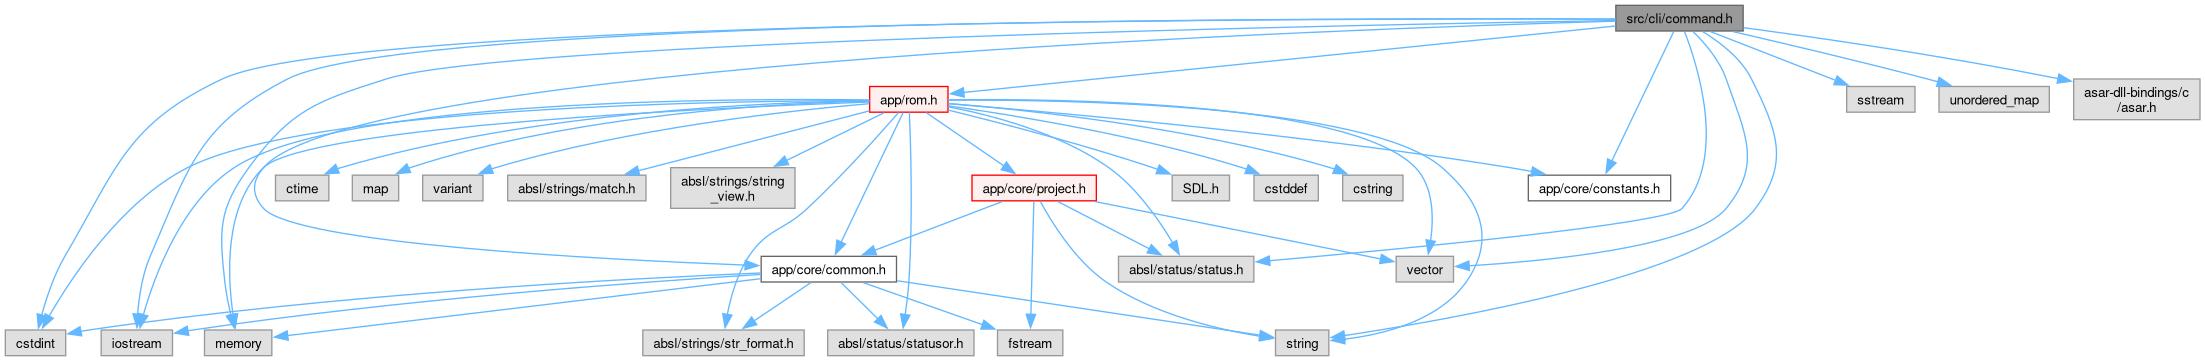 src/cli/command.h
app/rom.h
sstream
unordered_map
asar-dll-bindings/c
/asar.h
ctime
map
variant
absl/strings/match.h
absl/strings/string
_view.h
app/core/project.h
SDL.h
cstddef
cstring
app/core/constants.h
app/core/common.h
absl/status/status.h
vector
cstdint
iostream
memory
absl/strings/str_format.h
absl/status/statusor.h
fstream
string